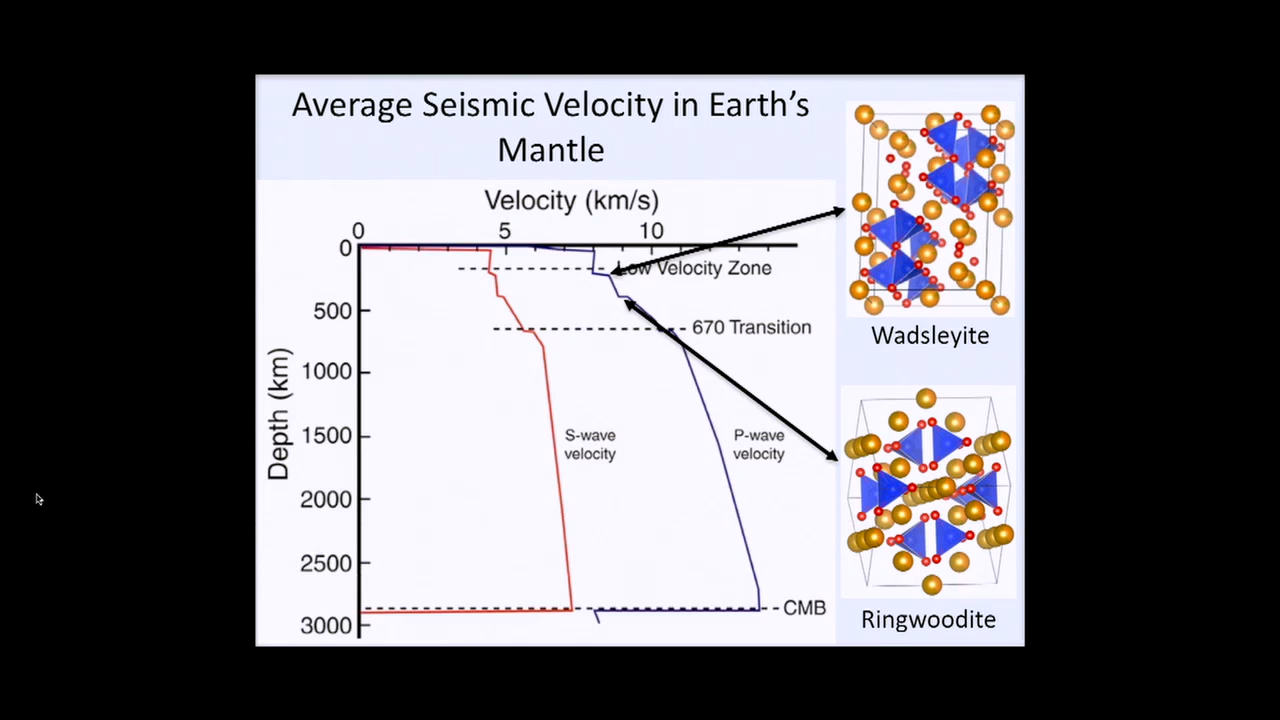 Average Seismic Velocity in Earth's
Mantle
Velocity (km/s)
0 5 10
0
Low Velocity Zone
500
670 Transition
1000
1500
2000
2500
3000
Depth (km)
S-wave
velocity
P-wave
velocity
CMB
Wadsleyite
Ringwoodite